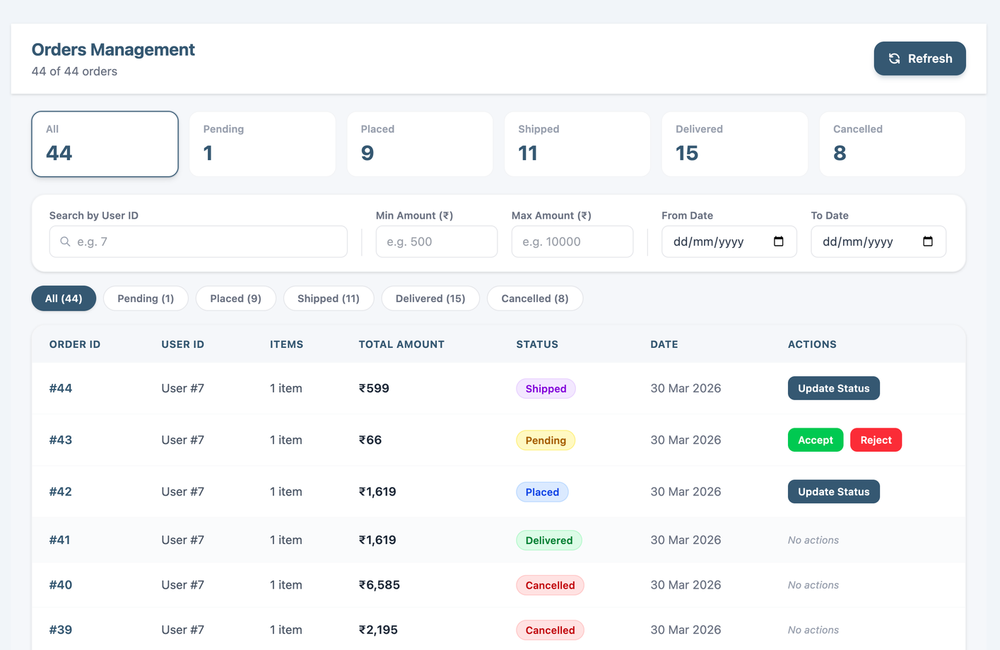 Orders Management
44 of 44 orders
Refresh
All
44
Pending
1
Placed
9
Shipped
11
Delivered
15
Cancelled
8
Search by User ID
e.g. 7
Min Amount (₹)
e.g. 500
Max Amount (₹)
e.g. 10000
From Date
dd/mm/yyyy
To Date
dd/mm/yyyy
All (44)
Pending (1)
Placed (9)
Shipped (11)
Delivered (15)
Cancelled (8)
ORDER ID USER ID ITEMS TOTAL AMOUNT STATUS DATE ACTIONS
#44 User #7 1 item ₹599 Shipped 30 Mar 2026 Update Status
#43 User #7 1 item ₹66 Pending 30 Mar 2026 Accept Reject
#42 User #7 1 item ₹1,619 Placed 30 Mar 2026 Update Status
#41 User #7 1 item ₹1,619 Delivered 30 Mar 2026 No actions
#40 User #7 1 item ₹6,585 Cancelled 30 Mar 2026 No actions
#39 User #7 1 item ₹2,195 Cancelled 30 Mar 2026 No actions